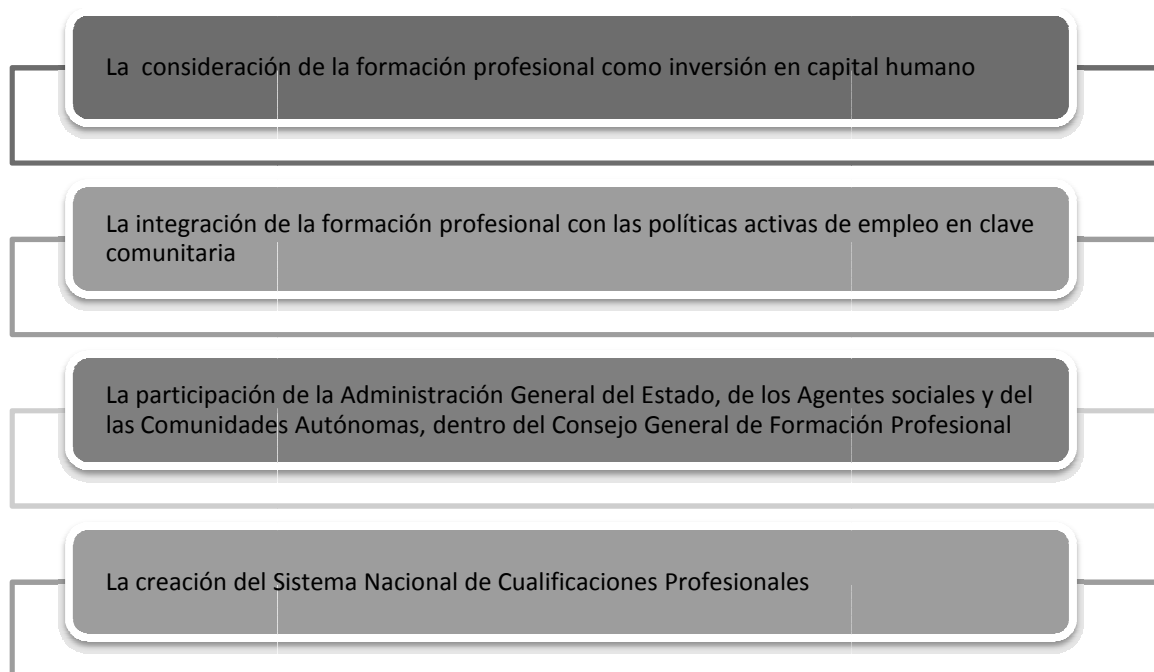 La consideración de la formación profesional como inversión en capital humano
La integración de la formación profesional con las políticas activas de empleo en clave
comunitaria
La participación de la Administración General del Estado, de los Agentes sociales y del
las Comunidades Autónomas, dentro del Consejo General de Formación Profesional
La creación del Sistema Nacional de Cualificaciones Profesionales